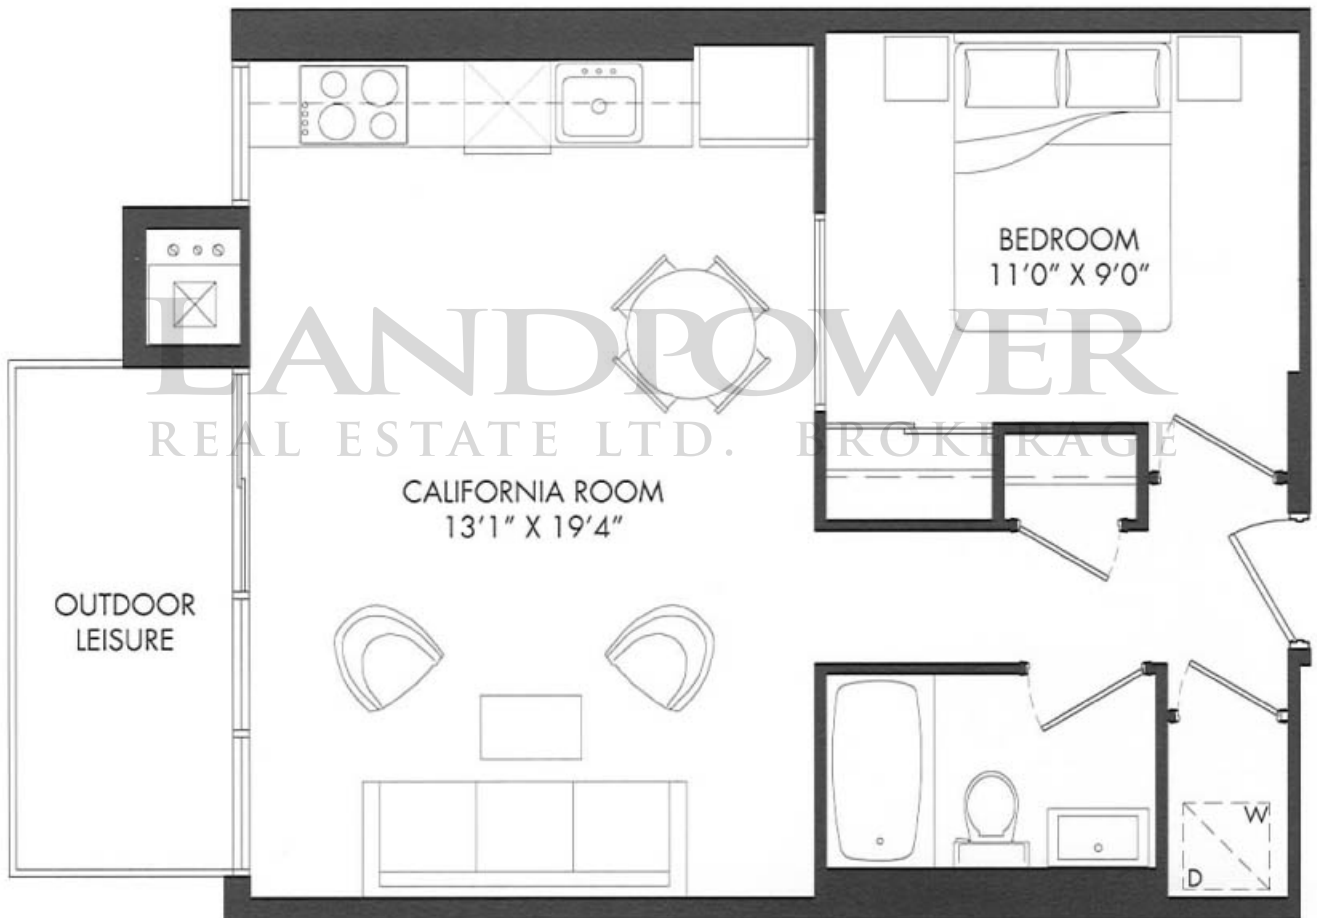 BEDROOM
11'0" X 9'0"
LANDPOWER
REAL ESTATE LTD. BROKERAGE
CALIFORNIA ROOM
13'1" X 19'4"
OUTDOOR
LEISURE
W
D